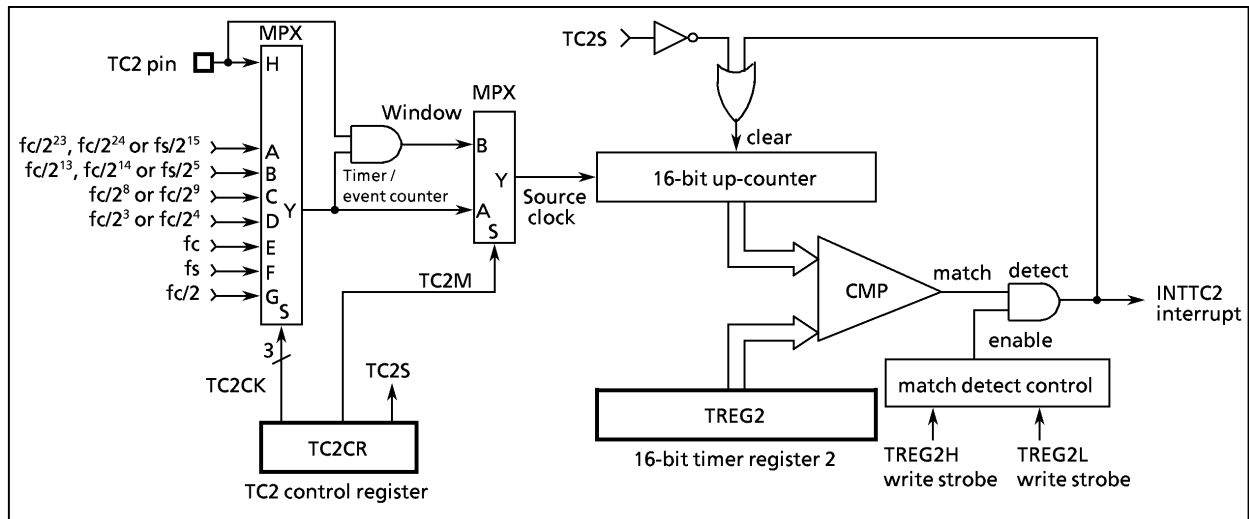 MPX
TC2 pin
H
fc/2²³, fc/2²⁴ or fs/2¹⁵
A
fc/2¹³, fc/2¹⁴ or fs/2⁵
B
fc/2⁸ or fc/2⁹
C
Y
fc/2³ or fc/2⁴
D
fc
E
fs
F
fc/2
G
S
3
TC2CK
TC2S
TC2CR
TC2 control register
Window
Timer /
event counter
MPX
B
Y
A
S
TC2M
Source
clock
TC2S
clear
16-bit up-counter
CMP
match
detect
enable
INTTC2
interrupt
match detect control
TREG2
16-bit timer register 2
TREG2H
write strobe
TREG2L
write strobe